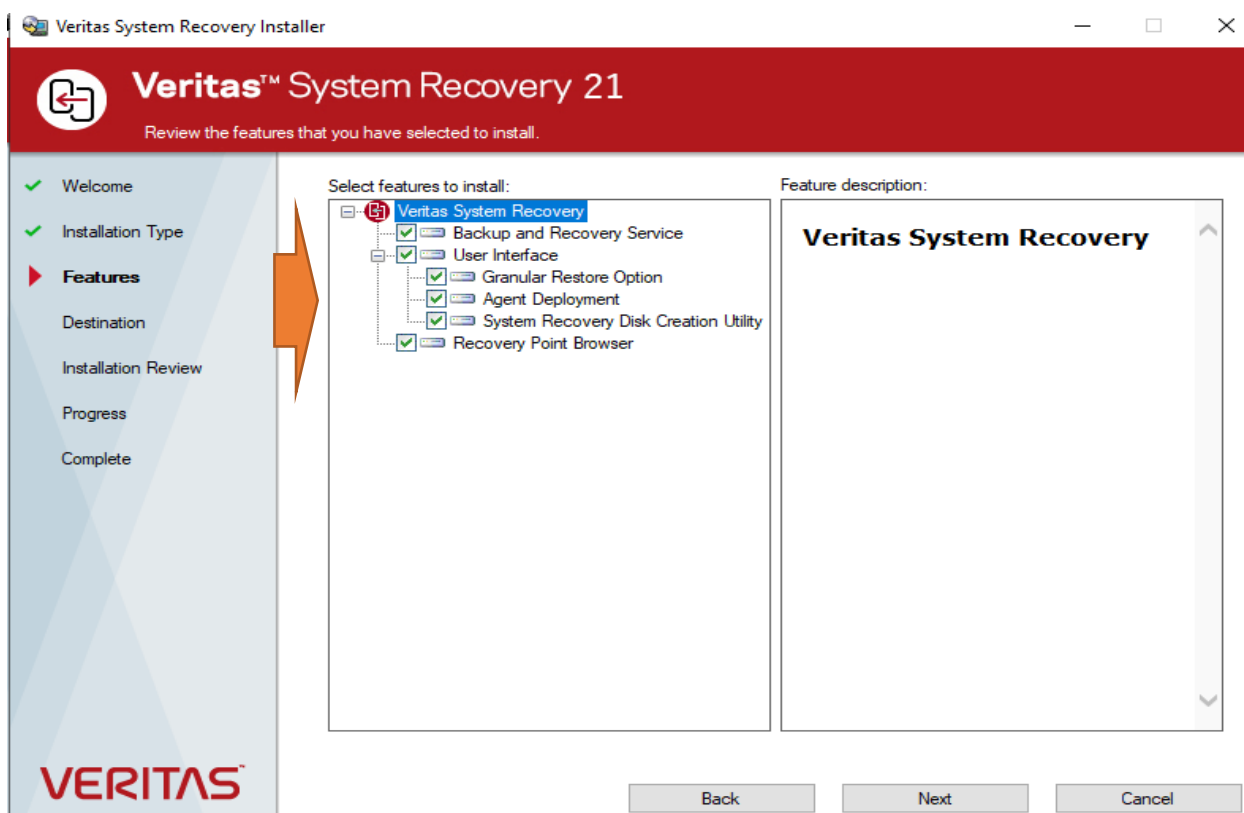 Veritas System Recovery Installer
Veritas™ System Recovery 21
Review the features that you have selected to install.
Welcome
Installation Type
Features
Destination
Installation Review
Progress
Complete
VERITAS™
Select features to install:
Veritas System Recovery
Backup and Recovery Service
User Interface
Granular Restore Option
Agent Deployment
System Recovery Disk Creation Utility
Recovery Point Browser
Feature description:
Veritas System Recovery
Back Next Cancel